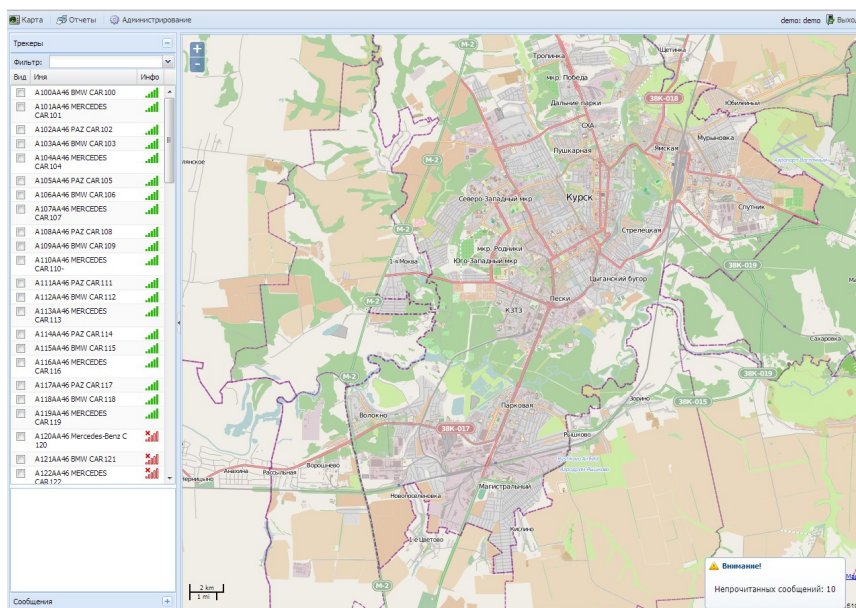 Карта Отчеты Администрирование demo: demo Выход
Трекеры
Фильтр:
Вид Имя Инфо
A100AA46 BMW CAR100
A101AA46 MERCEDES
CAR101
A102AA46 PAZ CAR102
A103AA46 BMW CAR103
A104AA46 MERCEDES
CAR104
A105AA46 PAZ CAR105
A106AA46 BMW CAR106
A107AA46 MERCEDES
CAR107
A108AA46 PAZ CAR108
A109AA46 BMW CAR109
A110AA46 MERCEDES
CAR110-
A111AA46 PAZ CAR111
A112AA46 BMW CAR112
A113AA46 MERCEDES
CAR113
A114AA46 PAZ CAR114
A115AA46 BMW CAR115
A116AA46 MERCEDES
CAR116
A117AA46 PAZ CAR117
A118AA46 BMW CAR118
A119AA46 MERCEDES
CAR119
A120AA46 Mercedes-Benz C
120
A121AA46 BMW CAR121
A122AA46 MERCEDES
CAR122
Сообщения
М-2
Щетинка
Тропинка
мкр. Победа
Дальние парки
38К-018
Юбилейный
СХА
Мурыновка
Пушкарная
Ямская
М-2
Аэропорт Восточный
Северо-Западный мкр
Курск
Спутник
М-2
Стрелецкая
мкр. Родники
1-я Моква
Юго-Западный мкр
38К-019
Цыганский бугор
М-2
Пески
КЗТЗ
Сахаровка
38К-019
Зорино
38К-015
Парковая
Волокно
38К-017
Рышково
Ворошнево
Анахина
Рассыльная
Магистральный
Новопоселёновка
Кислино
1-е Цветово
М-2
2 km
1 mi
Внимание!
Непрочитанных сообщений: 10